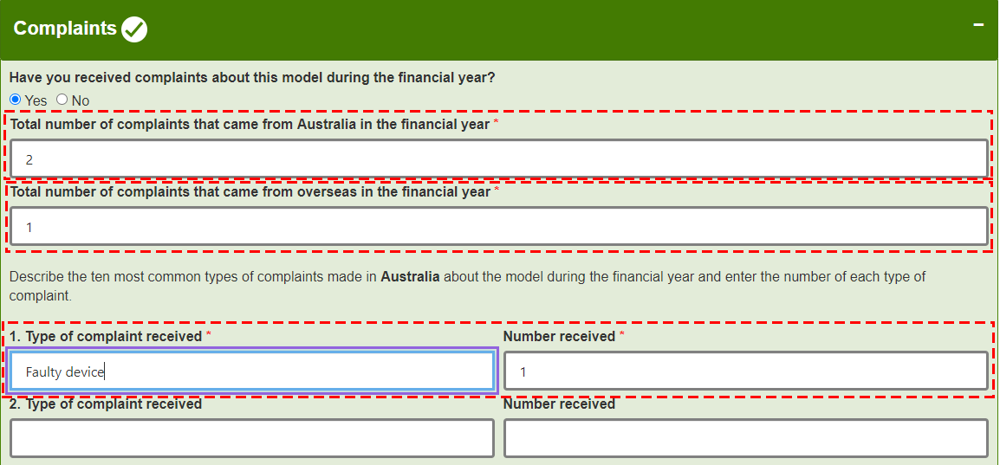 Complaints
Have you received complaints about this model during the financial year?
Yes No
Total number of complaints that came from Australia in the financial year *
2
Total number of complaints that came from overseas in the financial year *
1
Describe the ten most common types of complaints made in Australia about the model during the financial year and enter the number of each type of
complaint.
1. Type of complaint received * Number received *
Faulty device 1
2. Type of complaint received Number received